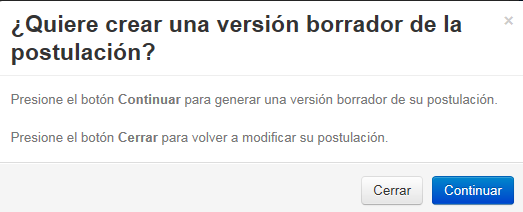 ¿Quiere crear una versión borrador de la
postulación?
×
Presione el botón Continuar para generar una versión borrador de su postulación.
Presione el botón Cerrar para volver a modificar su postulación.
Cerrar
Continuar